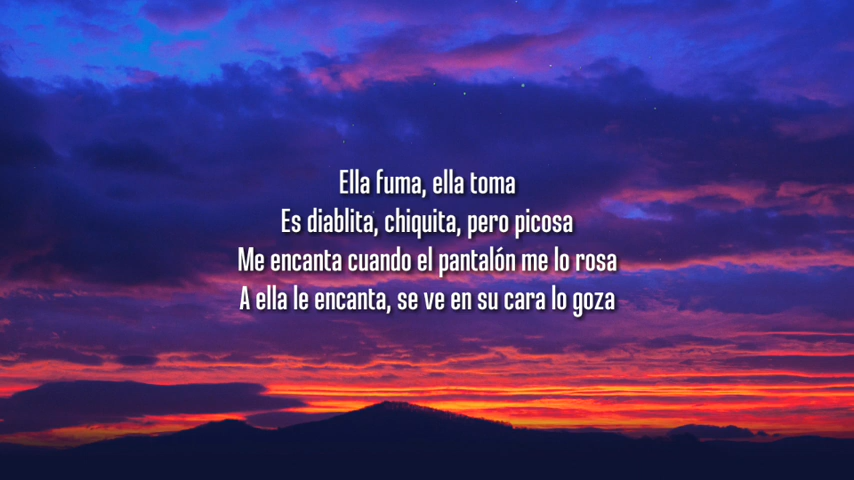 Ella fuma, ella toma
Es diablita, chiquita, pero picosa
Me encanta cuando el pantalón me lo rosa
A ella le encanta, se ve en su cara lo goza